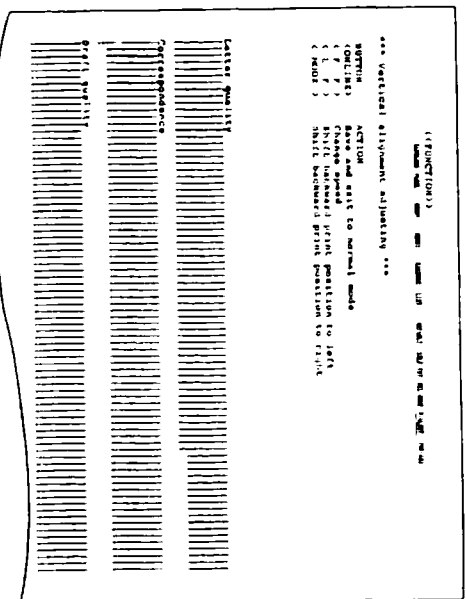 ((FUNCTION))
*** Vertical alignment adjusting ***
BUTTON ACTION
(ONLINE) Save and exit to normal mode
( F F ) Change speed
( L F ) Shift backward print position to left
( MODE ) Shift backward print position to right
Letter quality
Correspondence
Draft quality